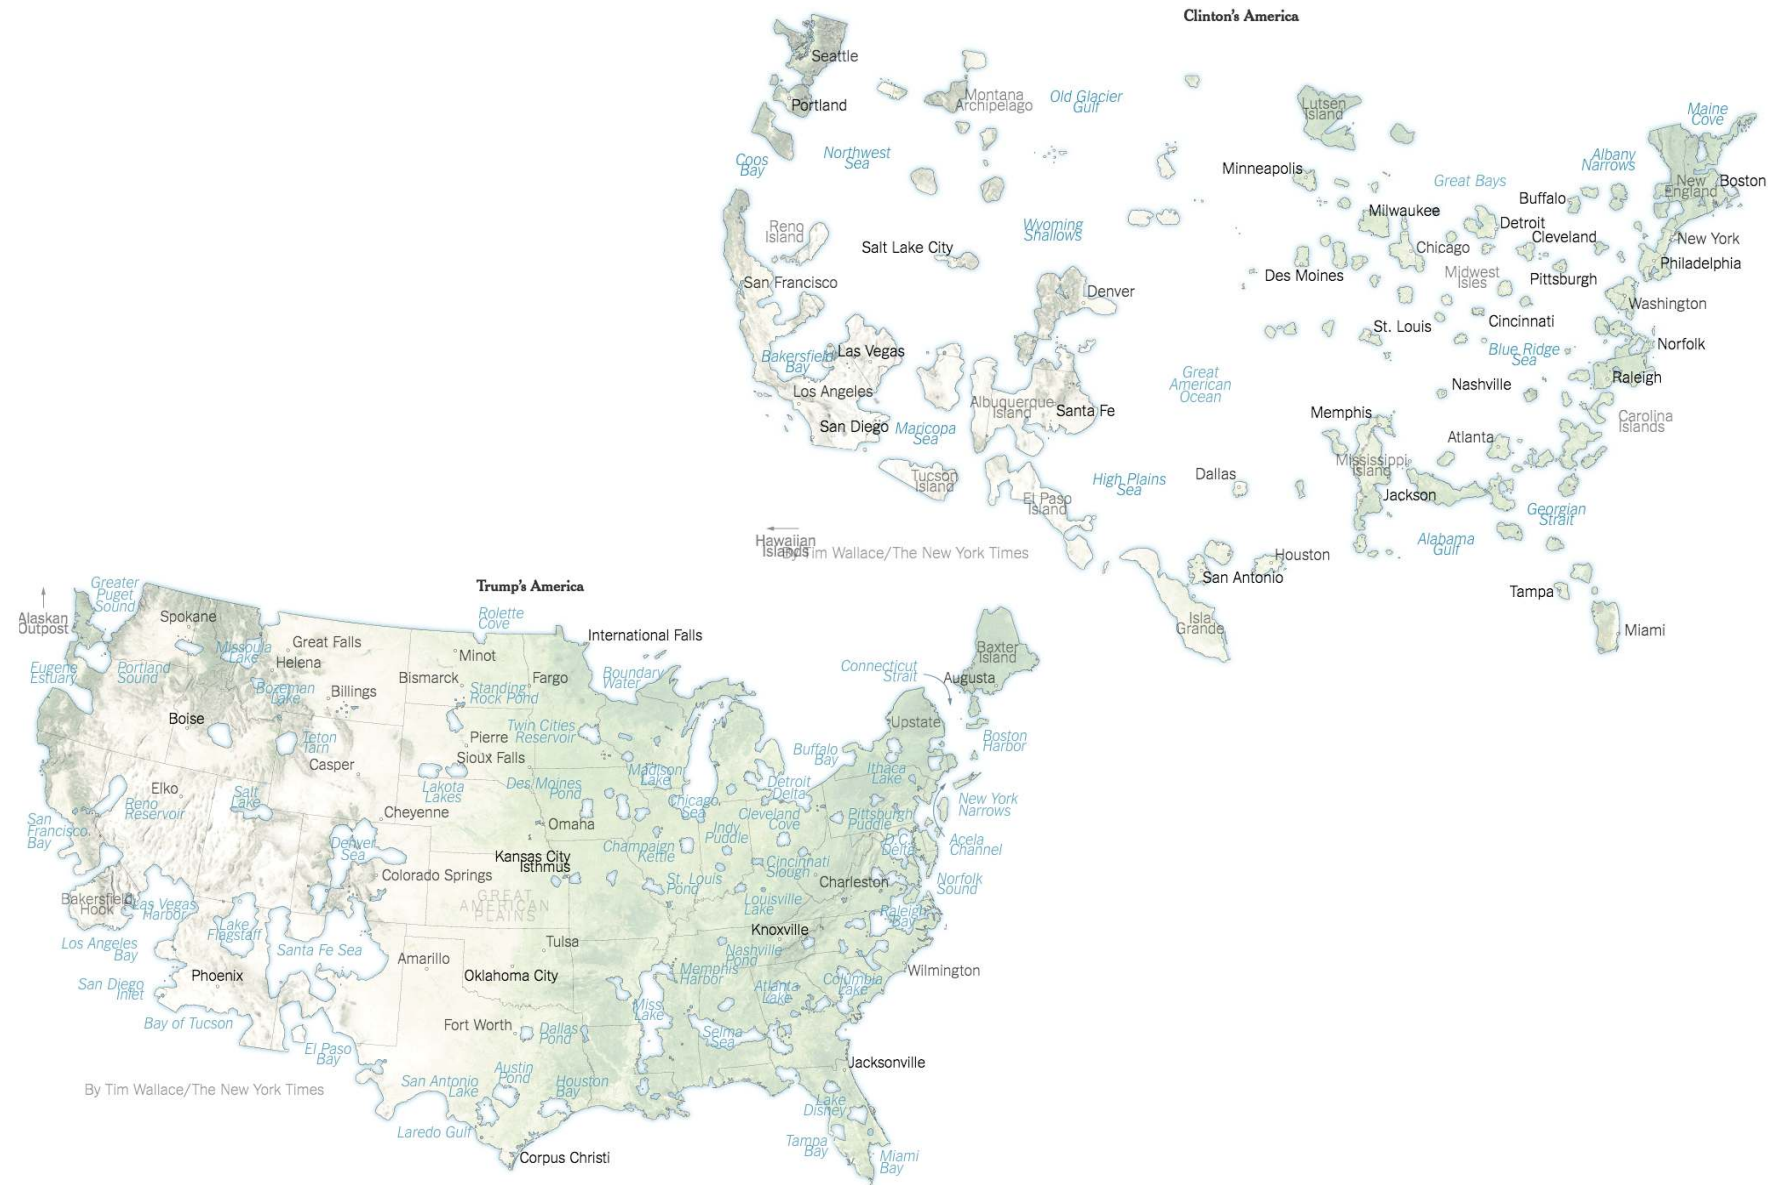 Clinton's America
Seattle
Portland
Montana
Archipelago
Old Glacier
Gulf
Lutsen
Island
Maine
Cove
Coos
Bay
Northwest
Sea
Minneapolis
Great Bays
Albany
Narrows
New
England
Boston
Buffalo
Milwaukee
Detroit
Reno
Island
Salt Lake City
Wyoming
Shallows
Chicago
Cleveland
New York
Philadelphia
Des Moines
Midwest
Isles
Pittsburgh
San Francisco
Denver
Washington
St. Louis
Cincinnati
Norfolk
Bakersfield
Bay
Las Vegas
Blue Ridge
Sea
Raleigh
Los Angeles
Great
American
Ocean
Nashville
Albuquerque
Island
Santa Fe
Memphis
Carolina
Islands
San Diego
Maricopa
Sea
Atlanta
Mississippi
Island
Tucson
Island
High Plains
Sea
Dallas
El Paso
Island
Jackson
Georgian
Strait
Alabama
Gulf
Hawaiian
Islands
By Tim Wallace/The New York Times
Houston
San Antonio
Tampa
Isla
Grande
Miami
Trump's America
Greater
Puget
Sound
Alaskan
Outpost
Spokane
Rolette
Cove
International Falls
Missoula
Lake
Great Falls
Helena
Minot
Eugene
Estuary
Portland
Sound
Bozeman
Lake
Billings
Bismarck
Standing
Rock Pond
Fargo
Boundary
Water
Connecticut
Strait
Baxter
Island
Augusta
Boise
Teton
Tarn
Casper
Pierre
Sioux Falls
Twin Cities
Reservoir
Upstate
Boston
Harbor
Buffalo
Bay
Elko
Reno
Reservoir
Salt
Lake
Lakota
Lakes
Des Moines
Pond
Madison
Lake
Detroit
Delta
Ithaca
Lake
Cheyenne
Omaha
Chicago
Sea
Cleveland
Cove
Pittsburgh
Puddle
New York
Narrows
San
Francisco
Bay
Denver
Sea
Kansas City
Isthmus
Indy
Puddle
Champaign
Kettle
D.C.
Delta
Acela
Channel
Colorado Springs
Cincinnati
Slough
St. Louis
Pond
Charleston
Norfolk
Sound
Bakersfield
Hook
Las Vegas
Harbor
GREAT
AMERICAN
PLAINS
Louisville
Lake
Raleigh
Bay
Lake
Flagstaff
Los Angeles
Bay
Santa Fe Sea
Tulsa
Knoxville
Nashville
Pond
Amarillo
Phoenix
Oklahoma City
Memphis
Harbor
Wilmington
San Diego
Inlet
Atlanta
Lake
Columbia
Lake
Miss.
Lake
Bay of Tucson
Fort Worth
Dallas
Pond
Selma
Sea
El Paso
Bay
Jacksonville
By Tim Wallace/The New York Times
San Antonio
Lake
Austin
Pond
Houston
Bay
Lake
Disney
Laredo Gulf
Tampa
Bay
Miami
Bay
Corpus Christi